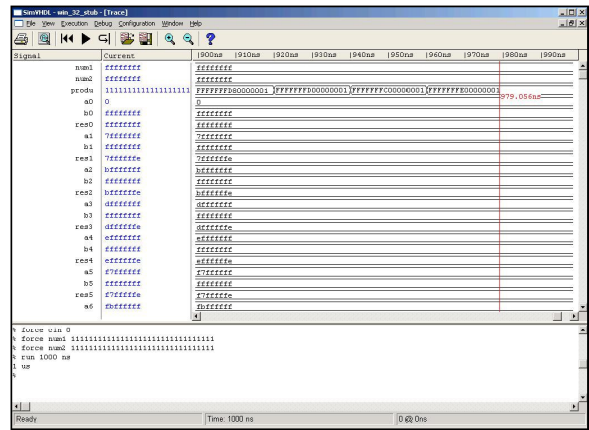 SimVHDL - win_32_stub - [Trace]
File View Execution Debug Configuration Window Help
Signal Current |900ns |910ns |920ns |930ns |940ns |950ns |960ns |970ns |980ns |990ns
num1 ffffffff ffffffff
num2 ffffffff ffffffff
produ 1111111111111111111 FFFFFFFD80000001 FFFFFFFD00000001 FFFFFFFC00000001 FFFFFFFE00000001
979.056ns
a0 0 0
b0 ffffffff ffffffff
res0 ffffffff ffffffff
a1 7fffffff 7fffffff
b1 ffffffff ffffffff
res1 7ffffffe 7ffffffe
a2 bfffffff bfffffff
b2 ffffffff ffffffff
res2 bffffffe bffffffe
a3 dfffffff dfffffff
b3 ffffffff ffffffff
res3 dffffffe dffffffe
a4 efffffff efffffff
b4 ffffffff ffffffff
res4 effffffe effffffe
a5 f7ffffff f7ffffff
b5 ffffffff ffffffff
res5 f7fffffe f7fffffe
a6 fbffffff fbffffff
% force cin 0
% force num1 11111111111111111111111111111111
% force num2 11111111111111111111111111111111
% run 1000 ns
1 us
%
Ready Time: 1000 ns 0 @ 0ns